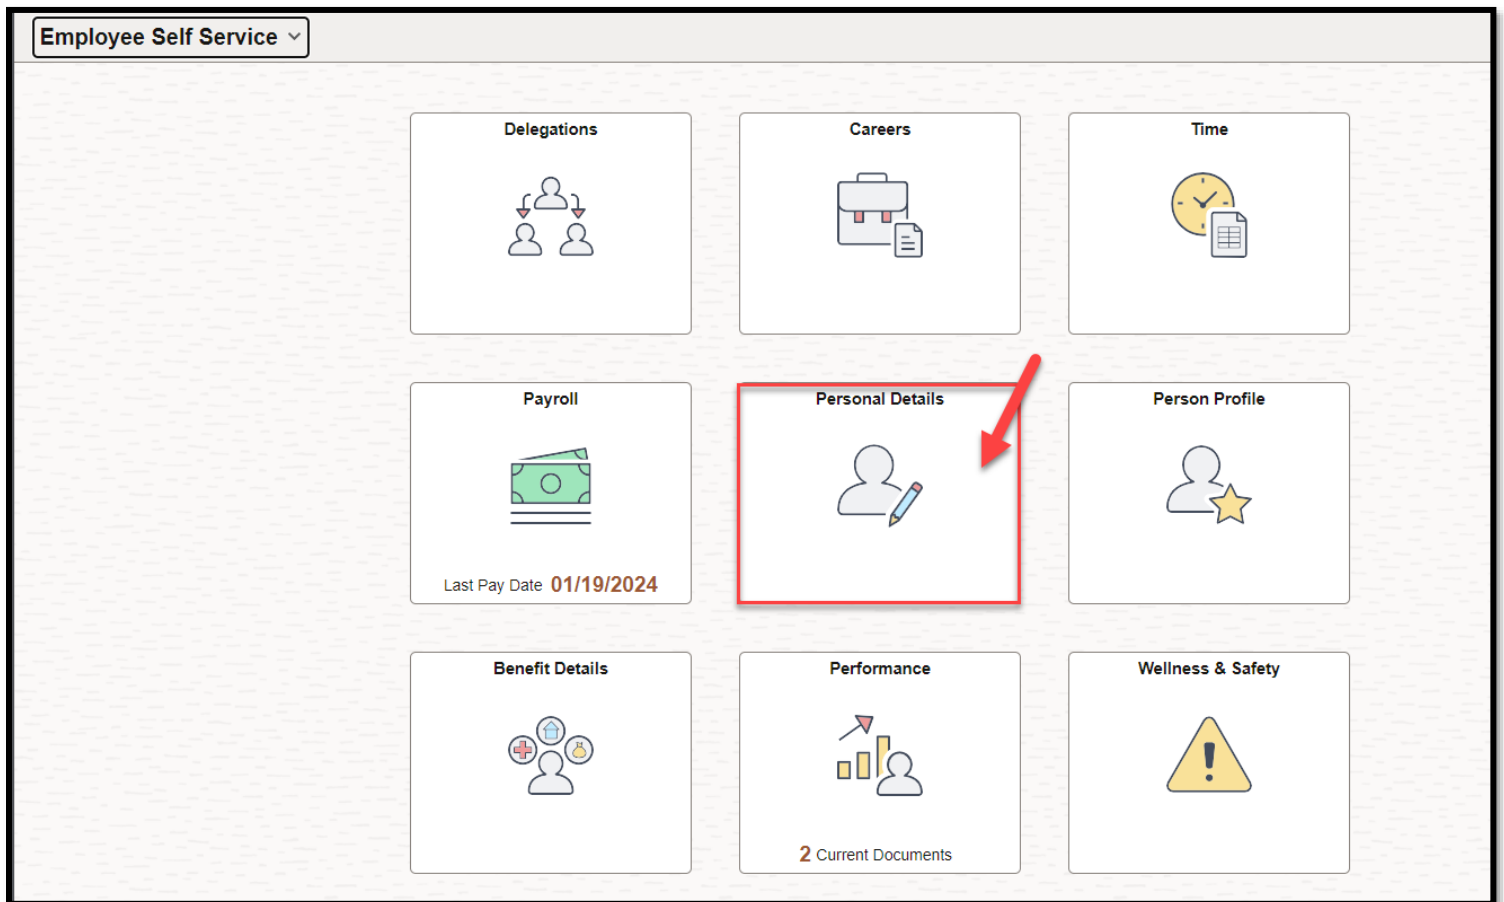 Employee Self Service
Delegations
Careers
Time
Payroll
Last Pay Date 01/19/2024
Personal Details
Person Profile
Benefit Details
Performance
2 Current Documents
Wellness & Safety